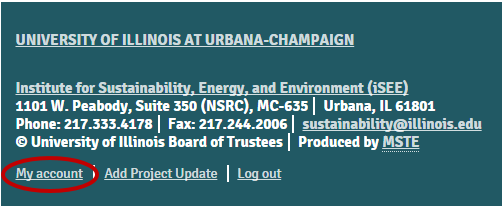 UNIVERSITY OF ILLINOIS AT URBANA-CHAMPAIGN
Institute for Sustainability, Energy, and Environment (iSEE)
1101 W. Peabody, Suite 350 (NSRC), MC-635 | Urbana, IL 61801
Phone: 217.333.4178 | Fax: 217.244.2006 | sustainability@illinois.edu
© University of Illinois Board of Trustees | Produced by MSTE
My account | Add Project Update | Log out